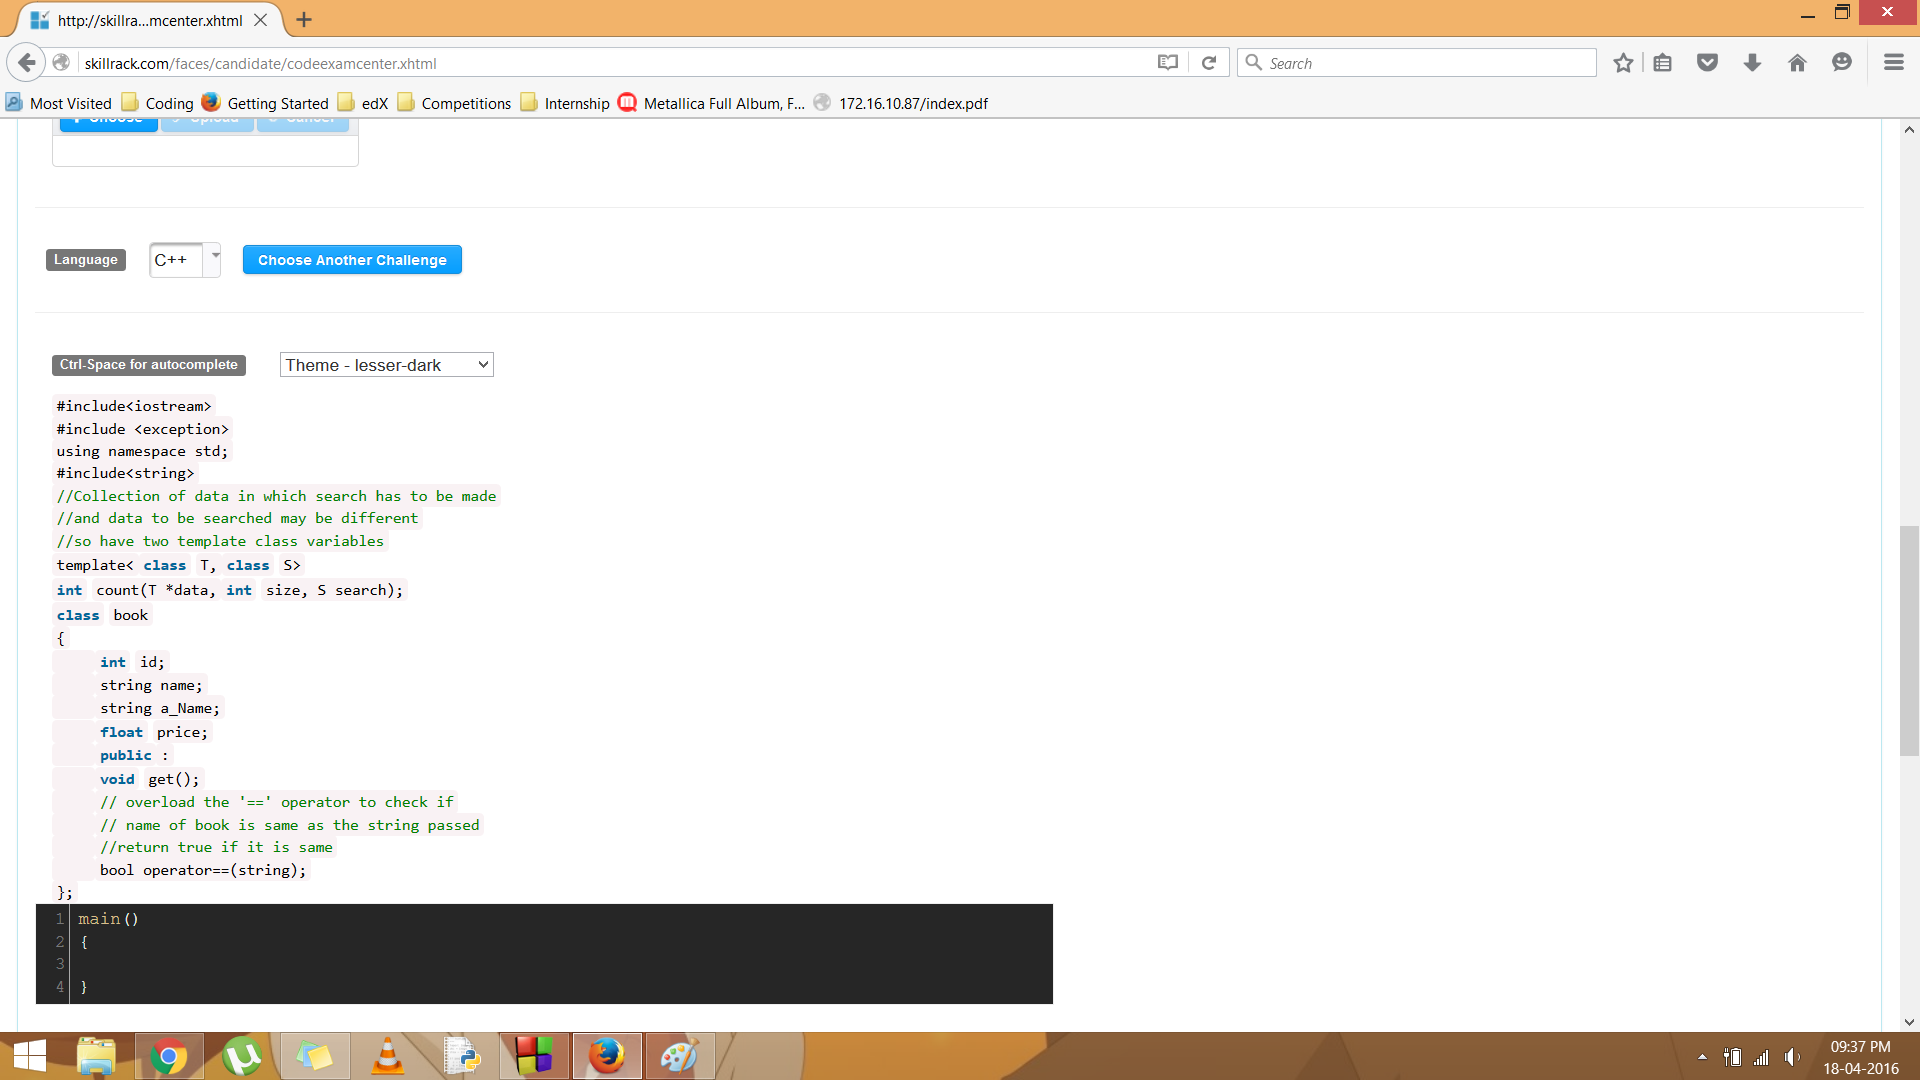 http://skillra...mcenter.xhtml
skillrack.com/faces/candidate/codeexamcenter.xhtml
Search
Most Visited Coding Getting Started edX Competitions Internship Metallica Full Album, F... 172.16.10.87/index.pdf
Choose Upload Cancel
Language C++ Choose Another Challenge
Ctrl-Space for autocomplete Theme - lesser-dark
#include<iostream>
#include <exception>
using namespace std;
#include<string>
//Collection of data in which search has to be made
//and data to be searched may be different
//so have two template class variables
template< class T, class S>
int count(T *data, int size, S search);
class book
{
int id;
string name;
string a_Name;
float price;
public :
void get();
// overload the '==' operator to check if
// name of book is same as the string passed
//return true if it is same
bool operator==(string);
};
1 main()
2 {
3
4 }
09:37 PM
18-04-2016